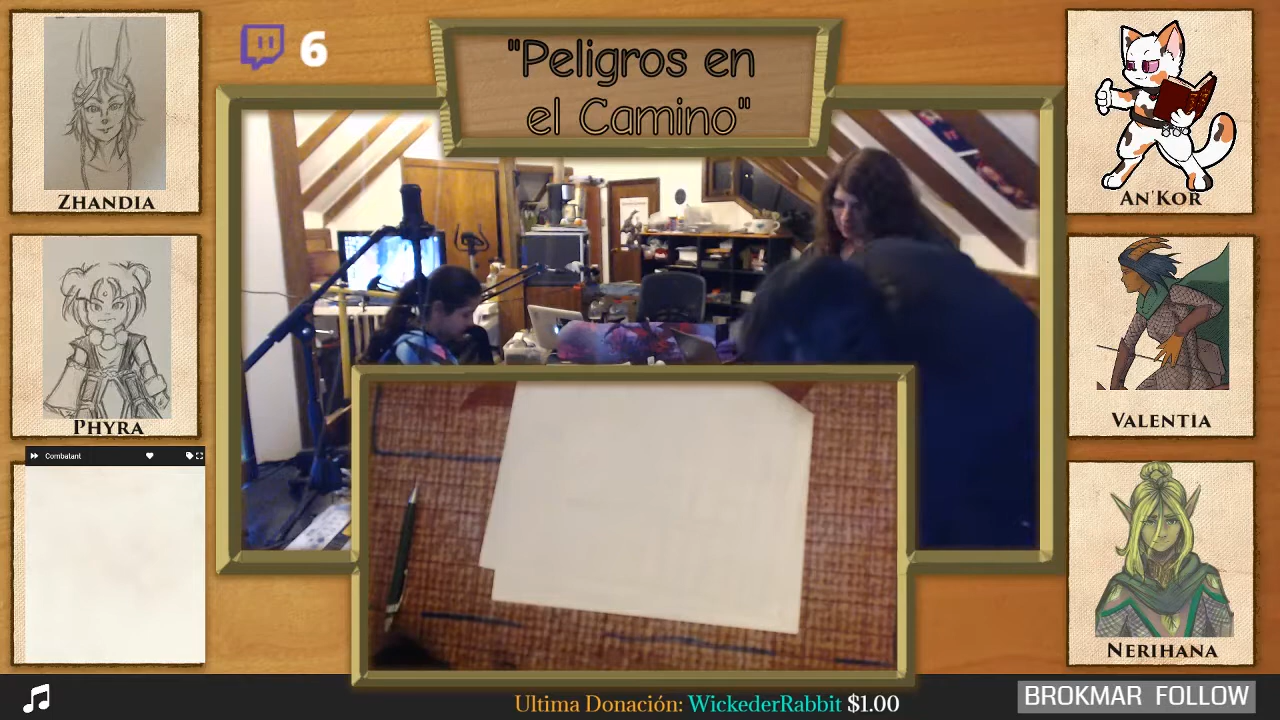 6
"Peligros en
el Camino"
ZHANDIA
AN'KOR
PHYRA
VALENTIA
Combatant
NERIHANA
Ultima Donación: WickederRabbit $1.00
BROKMAR FOLLOW